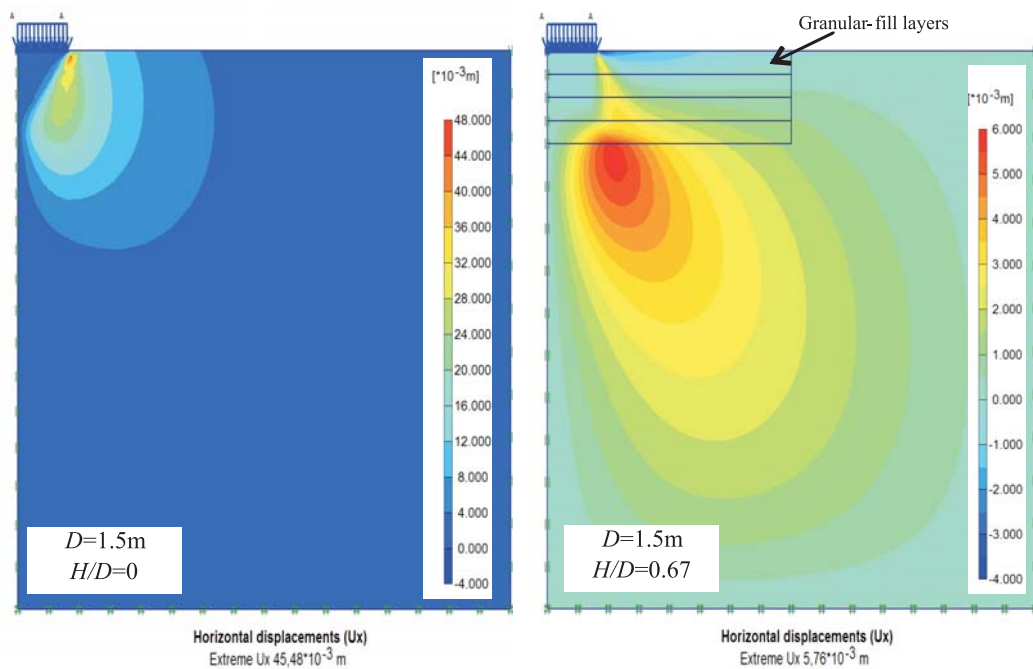 A A
[*10⁻³m]
48.000
44.000
40.000
36.000
32.000
28.000
24.000
20.000
16.000
12.000
8.000
4.000
0.000
-4.000
D=1.5m
H/D=0
Horizontal displacements (Ux)
Extreme Ux 45,48*10⁻³ m
A A
Granular-fill layers
[*10⁻³m]
6.000
5.000
4.000
3.000
2.000
1.000
0.000
-1.000
-2.000
-3.000
-4.000
D=1.5m
H/D=0.67
Horizontal displacements (Ux)
Extreme Ux 5,76*10⁻³ m